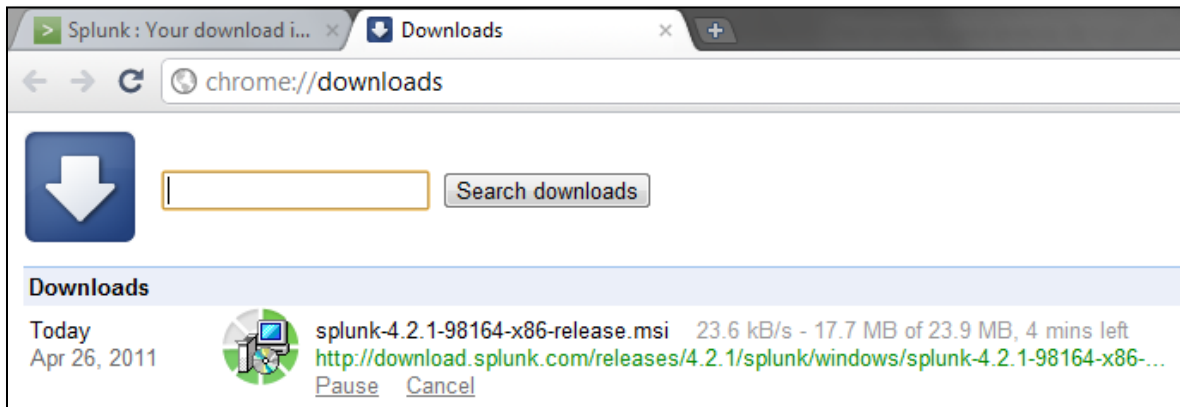 Splunk : Your download i... Downloads
chrome://downloads
Search downloads
Downloads
Today splunk-4.2.1-98164-x86-release.msi 23.6 kB/s - 17.7 MB of 23.9 MB, 4 mins left
Apr 26, 2011 http://download.splunk.com/releases/4.2.1/splunk/windows/splunk-4.2.1-98164-x86-...
Pause Cancel